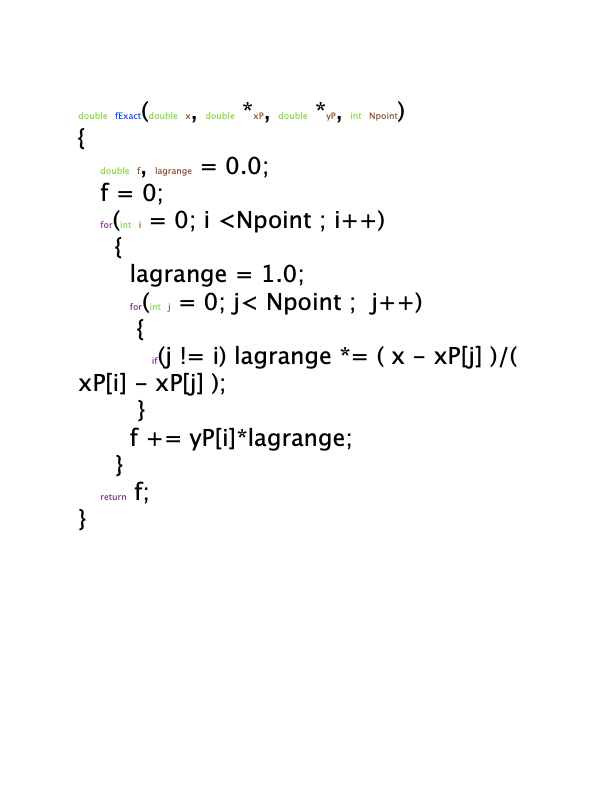 double fExact(double x, double *xP, double *yP, int Npoint)
{
double f, lagrange = 0.0;
f = 0;
for(int i = 0; i <Npoint ; i++)
{
lagrange = 1.0;
for(int j = 0; j< Npoint ; j++)
{
if(j != i) lagrange *= ( x - xP[j] )/(
xP[i] - xP[j] );
}
f += yP[i]*lagrange;
}
return f;
}